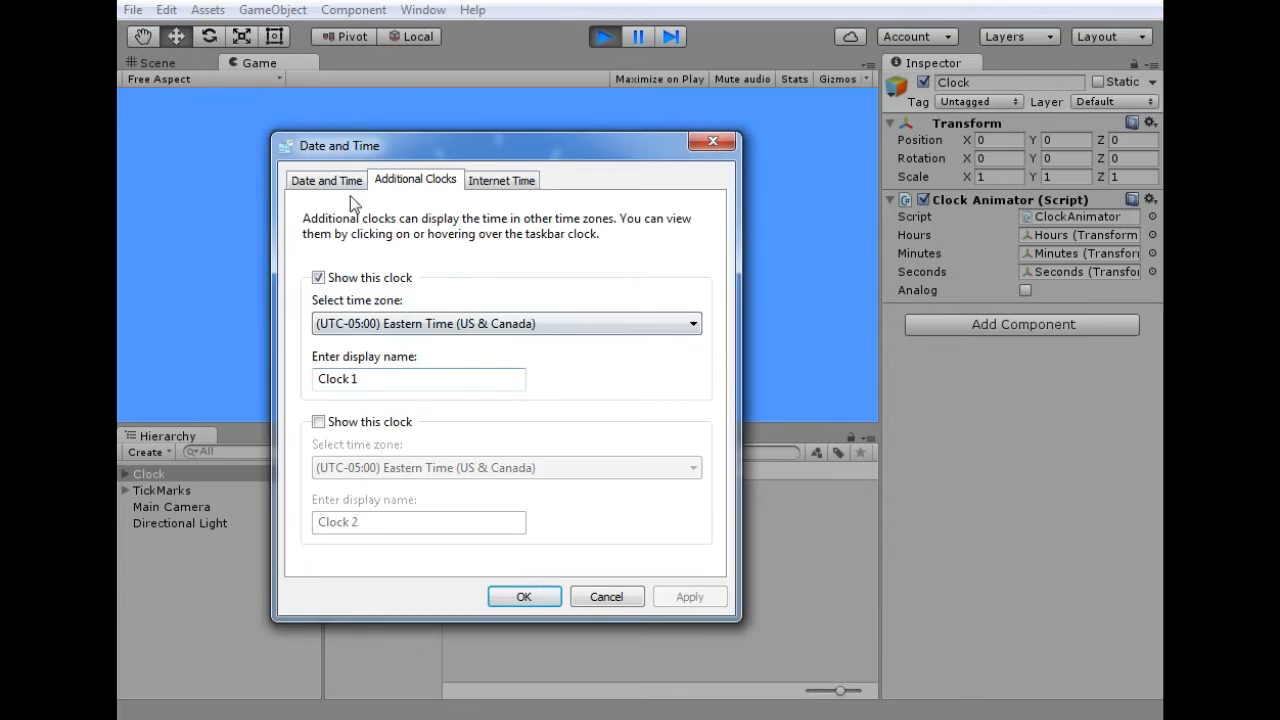 File Edit Assets GameObject Component Window Help
Pivot Local Account Layers Layout
Scene Game Inspector
Free Aspect Maximize on Play Mute audio Stats Gizmos
Clock Static
Tag Untagged Layer Default
Transform
Position X 0 Y 0 Z 0
Rotation X 0 Y 0 Z 0
Scale X 1 Y 1 Z 1
Clock Animator (Script)
Script ClockAnimator
Hours Hours (Transform
Minutes Minutes (Transfor
Seconds Seconds (Transfo
Analog
Add Component
Date and Time
Date and Time Additional Clocks Internet Time
Additional clocks can display the time in other time zones. You can view
them by clicking on or hovering over the taskbar clock.
Show this clock
Select time zone:
(UTC-05:00) Eastern Time (US & Canada)
Enter display name:
Clock 1
Show this clock
Select time zone:
(UTC-05:00) Eastern Time (US & Canada)
Enter display name:
Clock 2
OK Cancel Apply
Hierarchy
Create All
Clock
TickMarks
Main Camera
Directional Light